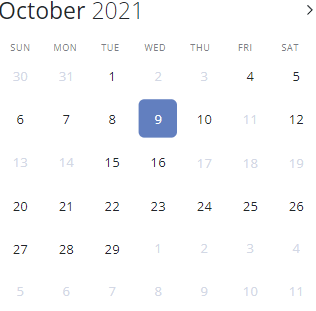 October 2021
SUN MON TUE WED THU FRI SAT
30 31 1 2 3 4 5
6 7 8 9 10 11 12
13 14 15 16 17 18 19
20 21 22 23 24 25 26
27 28 29 1 2 3 4
5 6 7 8 9 10 11